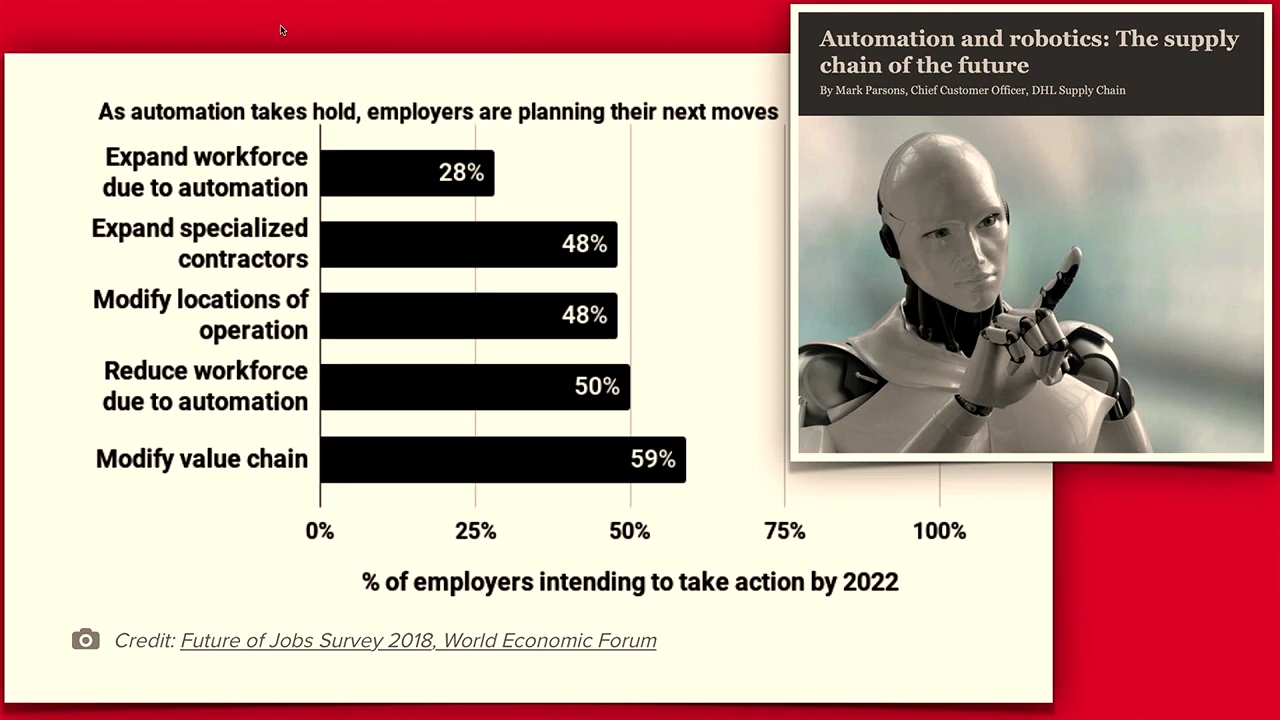 Automation and robotics: The supply
chain of the future
By Mark Parsons, Chief Customer Officer, DHL Supply Chain
As automation takes hold, employers are planning their next moves
Expand workforce
due to automation
28%
Expand specialized
contractors
48%
Modify locations of
operation
48%
Reduce workforce
due to automation
50%
Modify value chain
59%
0% 25% 50% 75% 100%
% of employers intending to take action by 2022
Credit: Future of Jobs Survey 2018, World Economic Forum